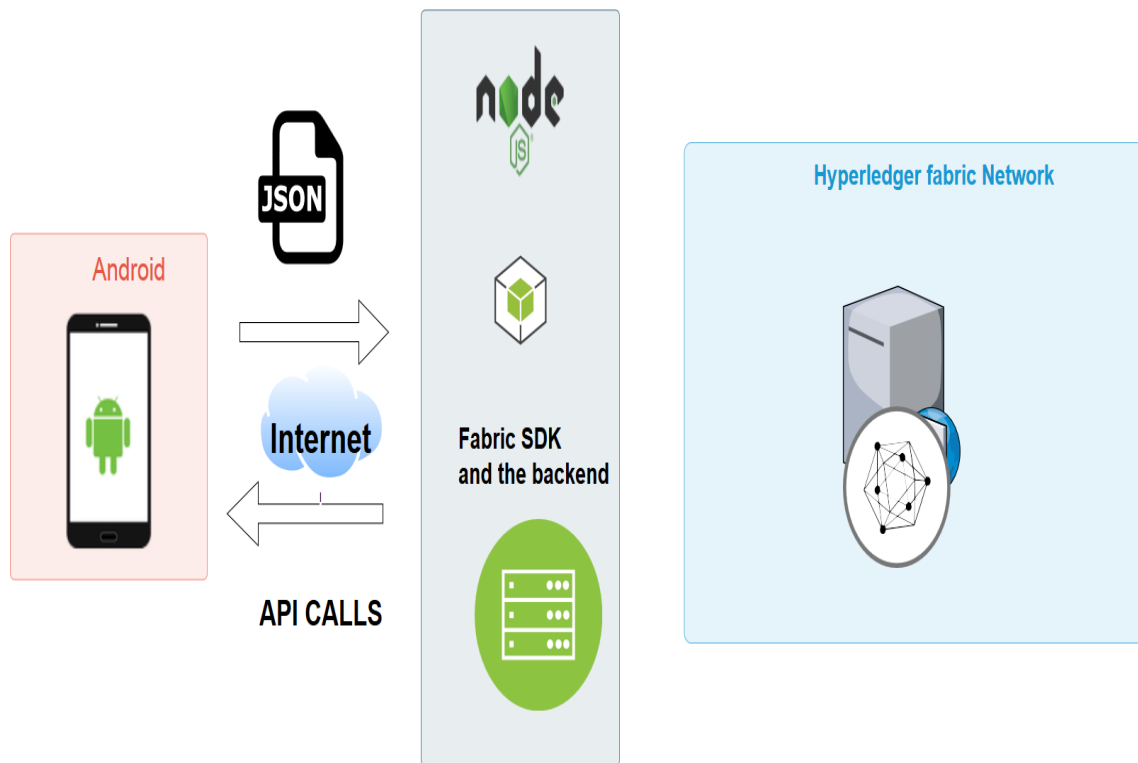 node
JS
JSON
Android
Internet
API CALLS
Fabric SDK
and the backend
Hyperledger fabric Network